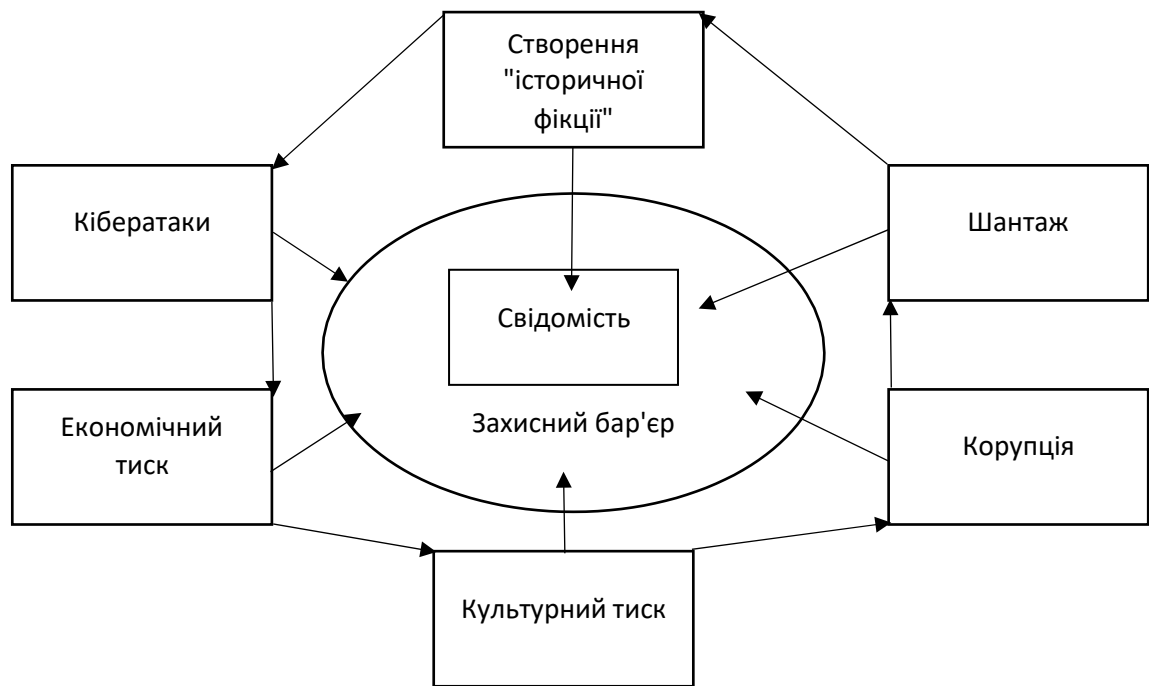 Створення
"історичної
фікції"
Кібератаки
Шантаж
Свідомість
Економічний
тиск
Захисний бар'єр
Корупція
Культурний тиск